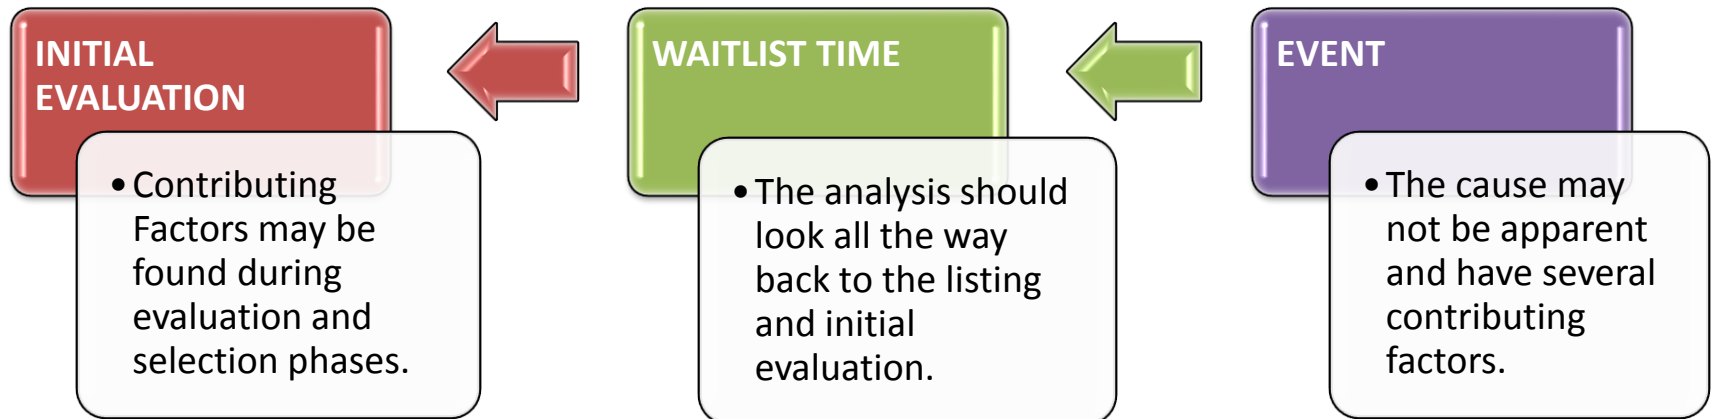 INITIAL
EVALUATION
• Contributing
Factors may be
found during
evaluation and
selection phases.
WAITLIST TIME
• The analysis should
look all the way
back to the listing
and initial
evaluation.
EVENT
• The cause may
not be apparent
and have several
contributing
factors.